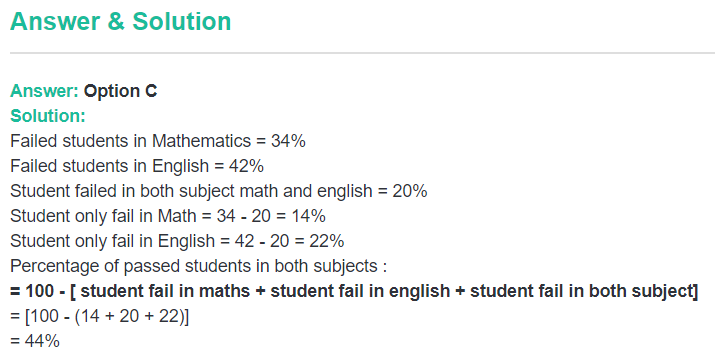 Answer & Solution
Answer: Option C
Solution:
Failed students in Mathematics = 34%
Failed students in English = 42%
Student failed in both subject math and english = 20%
Student only fail in Math = 34 - 20 = 14%
Student only fail in English = 42 - 20 = 22%
Percentage of passed students in both subjects :
= 100 - [ student fail in maths + student fail in english + student fail in both subject]
= [100 - (14 + 20 + 22)]
= 44%